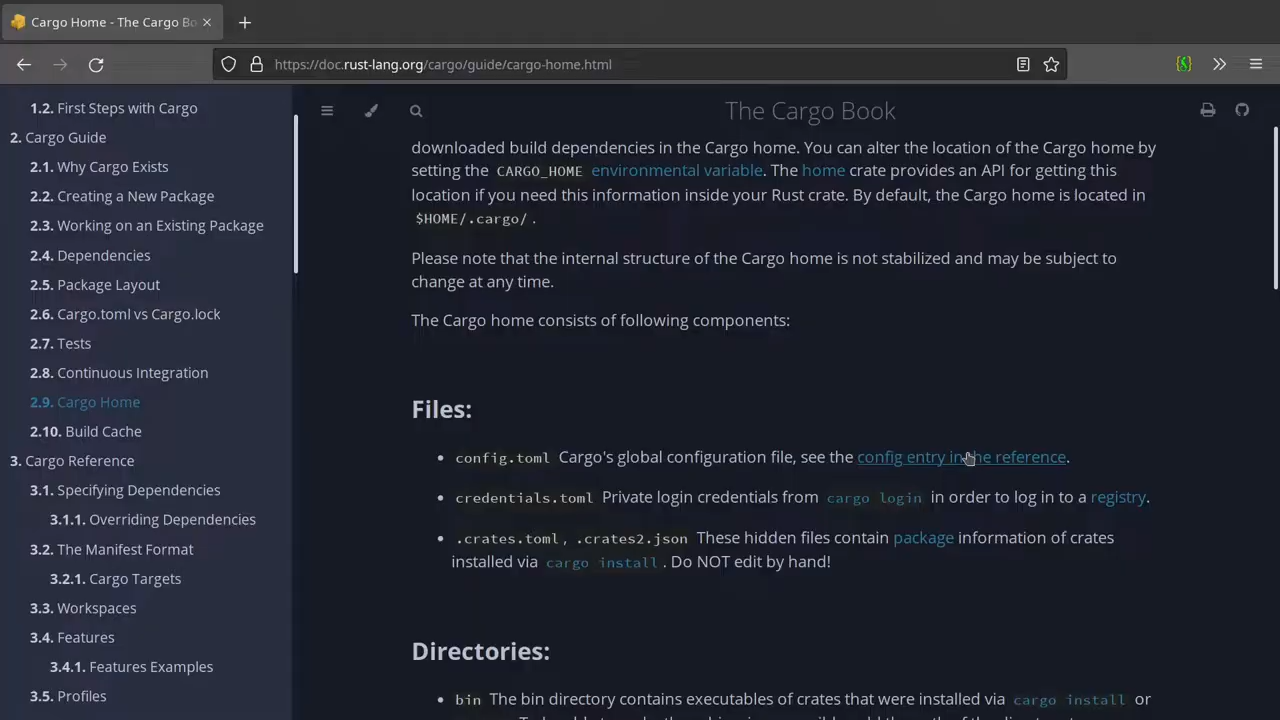 Cargo Home - The Cargo Bo
https://doc.rust-lang.org/cargo/guide/cargo-home.html
1.2. First Steps with Cargo
2. Cargo Guide
2.1. Why Cargo Exists
2.2. Creating a New Package
2.3. Working on an Existing Package
2.4. Dependencies
2.5. Package Layout
2.6. Cargo.toml vs Cargo.lock
2.7. Tests
2.8. Continuous Integration
2.9. Cargo Home
2.10. Build Cache
3. Cargo Reference
3.1. Specifying Dependencies
3.1.1. Overriding Dependencies
3.2. The Manifest Format
3.2.1. Cargo Targets
3.3. Workspaces
3.4. Features
3.4.1. Features Examples
3.5. Profiles
The Cargo Book
downloaded build dependencies in the Cargo home. You can alter the location of the Cargo home by
setting the CARGO_HOME environmental variable. The home crate provides an API for getting this
location if you need this information inside your Rust crate. By default, the Cargo home is located in
$HOME/.cargo/.
Please note that the internal structure of the Cargo home is not stabilized and may be subject to
change at any time.
The Cargo home consists of following components:
Files:
• config.toml Cargo's global configuration file, see the config entry in the reference.
• credentials.toml Private login credentials from cargo login in order to log in to a registry.
• .crates.toml, .crates2.json These hidden files contain package information of crates
installed via cargo install. Do NOT edit by hand!
Directories:
• bin The bin directory contains executables of crates that were installed via cargo install or